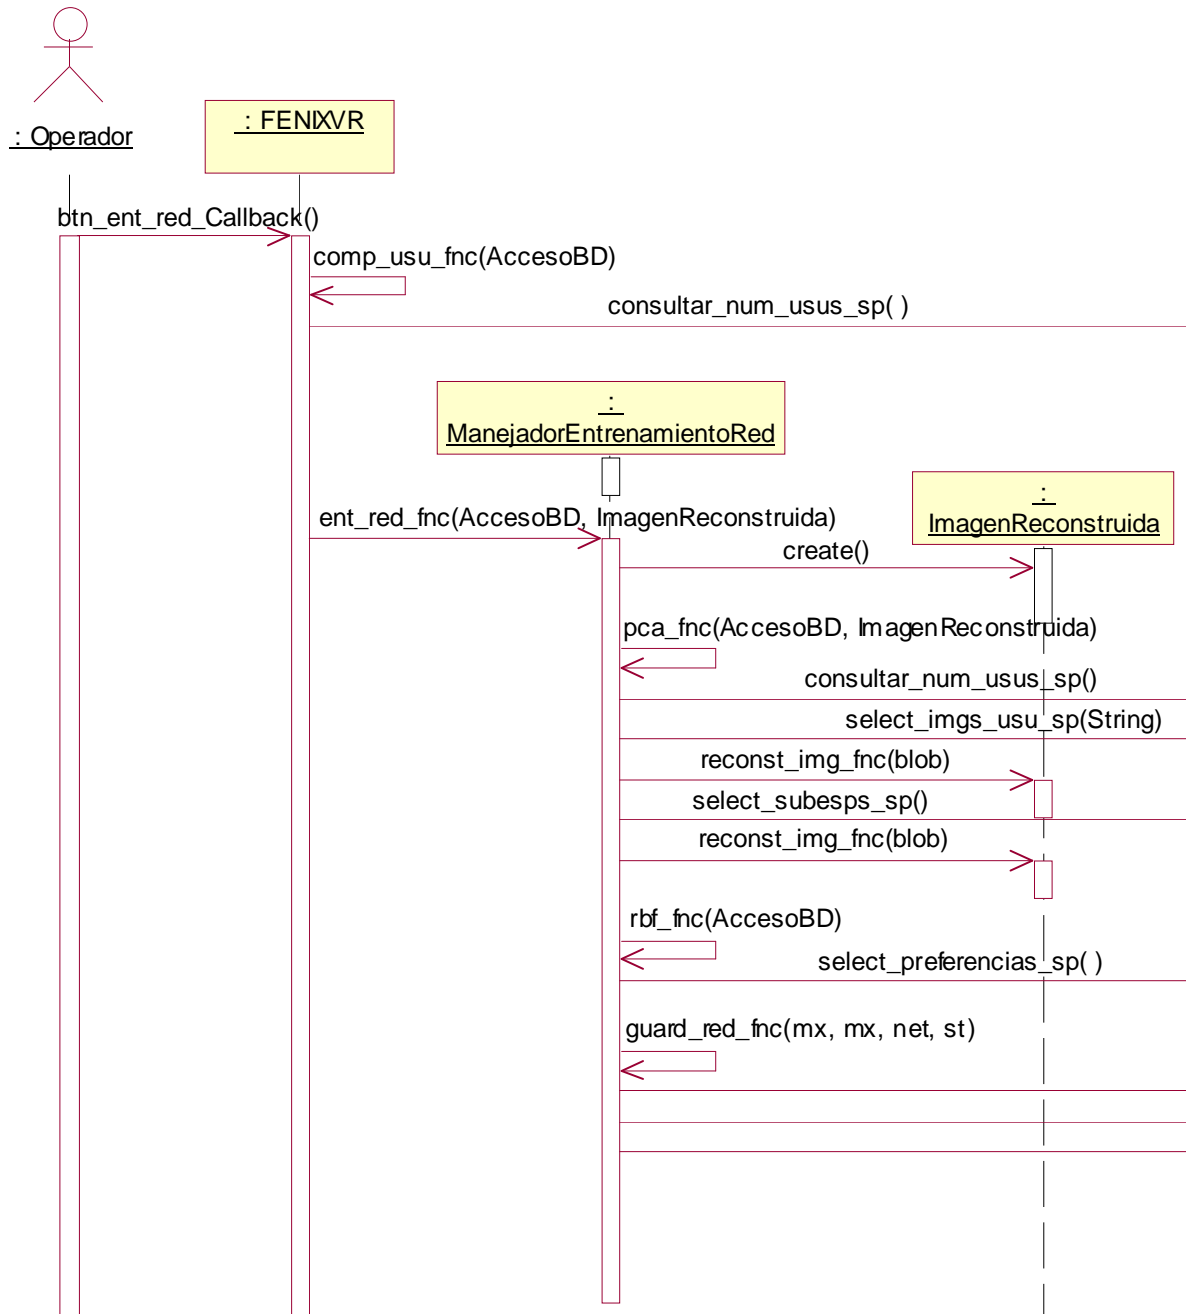 : Operador
: FENIXVR
btn_ent_red_Callback()
comp_usu_fnc(AccesoBD)
consultar_num_usus_sp( )
:
ManejadorEntrenamientoRed
:
ImagenReconstruida
ent_red_fnc(AccesoBD, ImagenReconstruida)
create()
pca_fnc(AccesoBD, ImagenReconstruida)
consultar_num_usus_sp()
select_imgs_usu_sp(String)
reconst_img_fnc(blob)
select_subesps_sp()
reconst_img_fnc(blob)
rbf_fnc(AccesoBD)
select_preferencias_sp( )
guard_red_fnc(mx, mx, net, st)